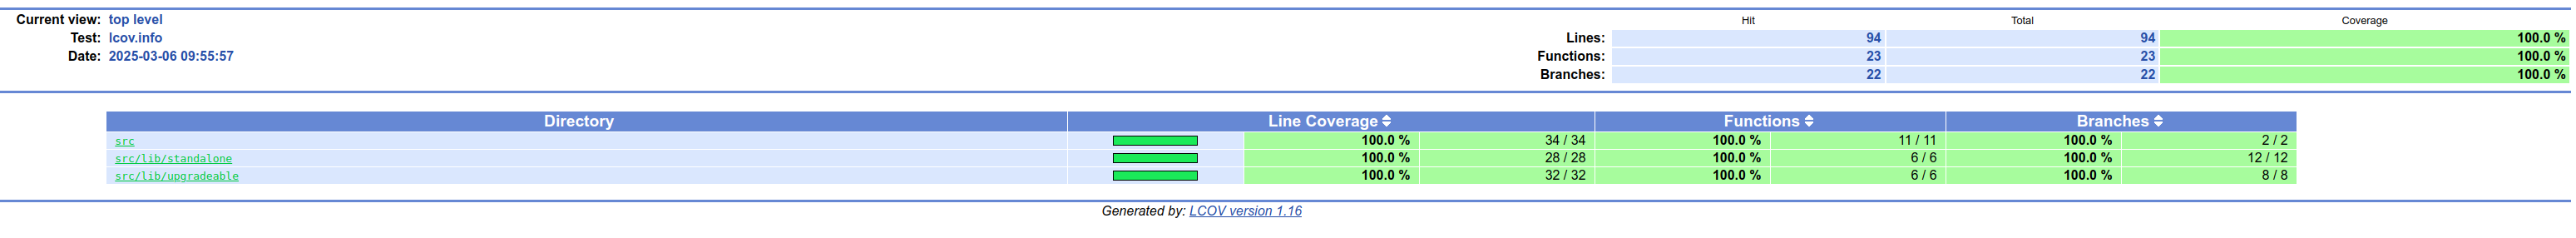 Current view: top level Hit Total Coverage
Test: lcov.info Lines: 94 94 100.0 %
Date: 2025-03-06 09:55:57 Functions: 23 23 100.0 %
Branches: 22 22 100.0 %
Directory Line Coverage Functions Branches
src 100.0 % 34 / 34 100.0 % 11 / 11 100.0 % 2 / 2
src/lib/standalone 100.0 % 28 / 28 100.0 % 6 / 6 100.0 % 12 / 12
src/lib/upgradeable 100.0 % 32 / 32 100.0 % 6 / 6 100.0 % 8 / 8
Generated by: LCOV version 1.16